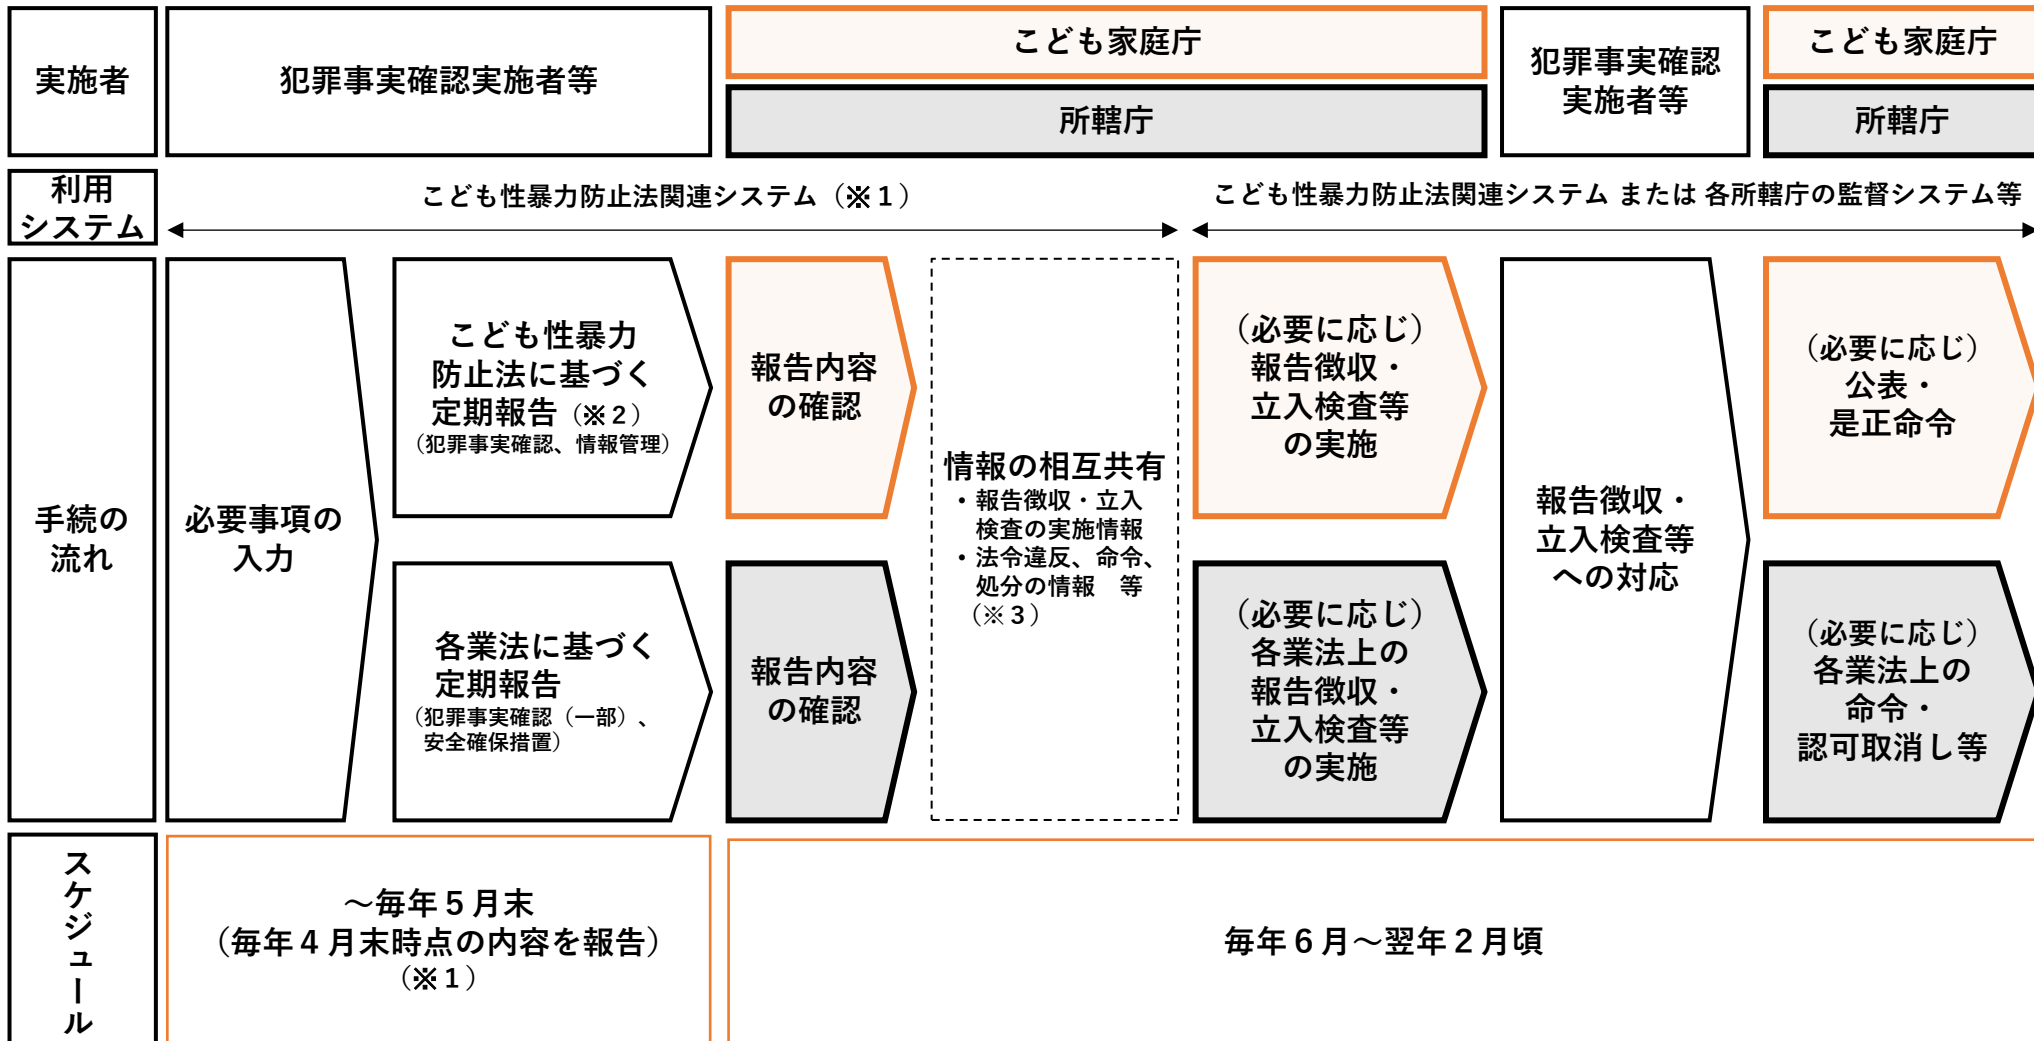 実施者
犯罪事実確認実施者等
こども家庭庁
所轄庁
犯罪事実確認
実施者等
こども家庭庁
所轄庁
利用
システム
こども性暴力防止法関連システム（※１）
こども性暴力防止法関連システム または 各所轄庁の監督システム等
手続の
流れ
必要事項の
入力
こども性暴力
防止法に基づく
定期報告（※２）
（犯罪事実確認、情報管理）
各業法に基づく
定期報告
（犯罪事実確認（一部）、
安全確保措置）
報告内容
の確認
報告内容
の確認
情報の相互共有
・報告徴収・立入
検査の実施情報
・法令違反、命令、
処分の情報　等
（※３）
（必要に応じ）
報告徴収・
立入検査等
の実施
（必要に応じ）
各業法上の
報告徴収・
立入検査等
の実施
報告徴収・
立入検査等
への対応
（必要に応じ）
公表・
是正命令
（必要に応じ）
各業法上の
命令・
認可取消し等
スケジュール
～毎年５月末
（毎年４月末時点の内容を報告）
（※１）
毎年６月～翌年２月頃